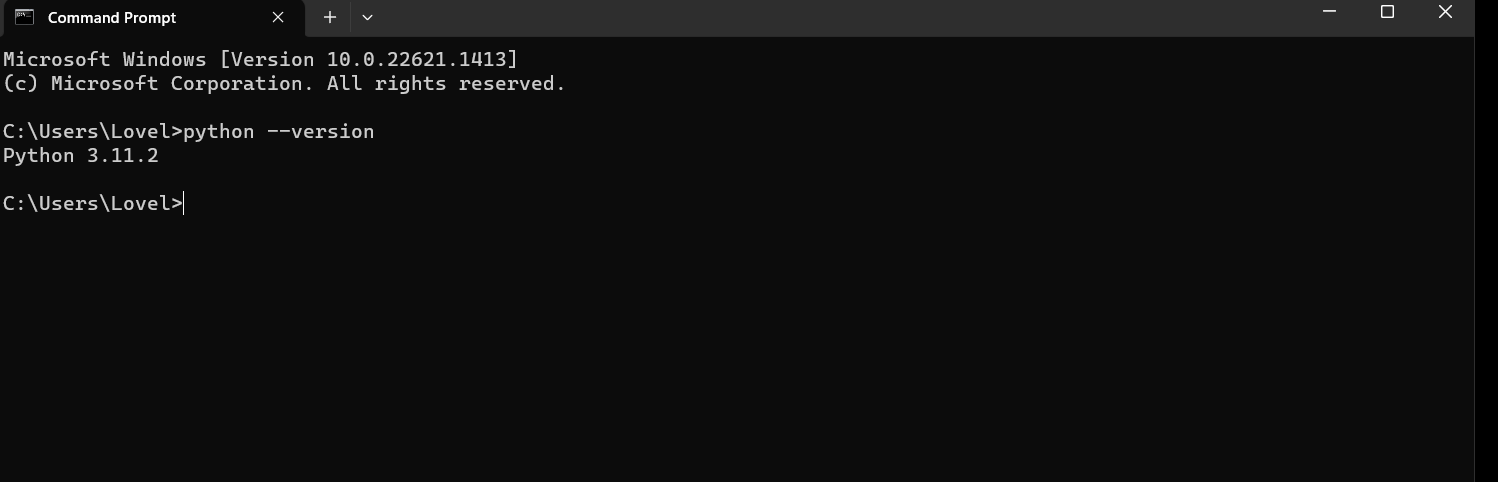 Command Prompt
Microsoft Windows [Version 10.0.22621.1413]
(c) Microsoft Corporation. All rights reserved.
C:\Users\Lovel>python --version
Python 3.11.2
C:\Users\Lovel>